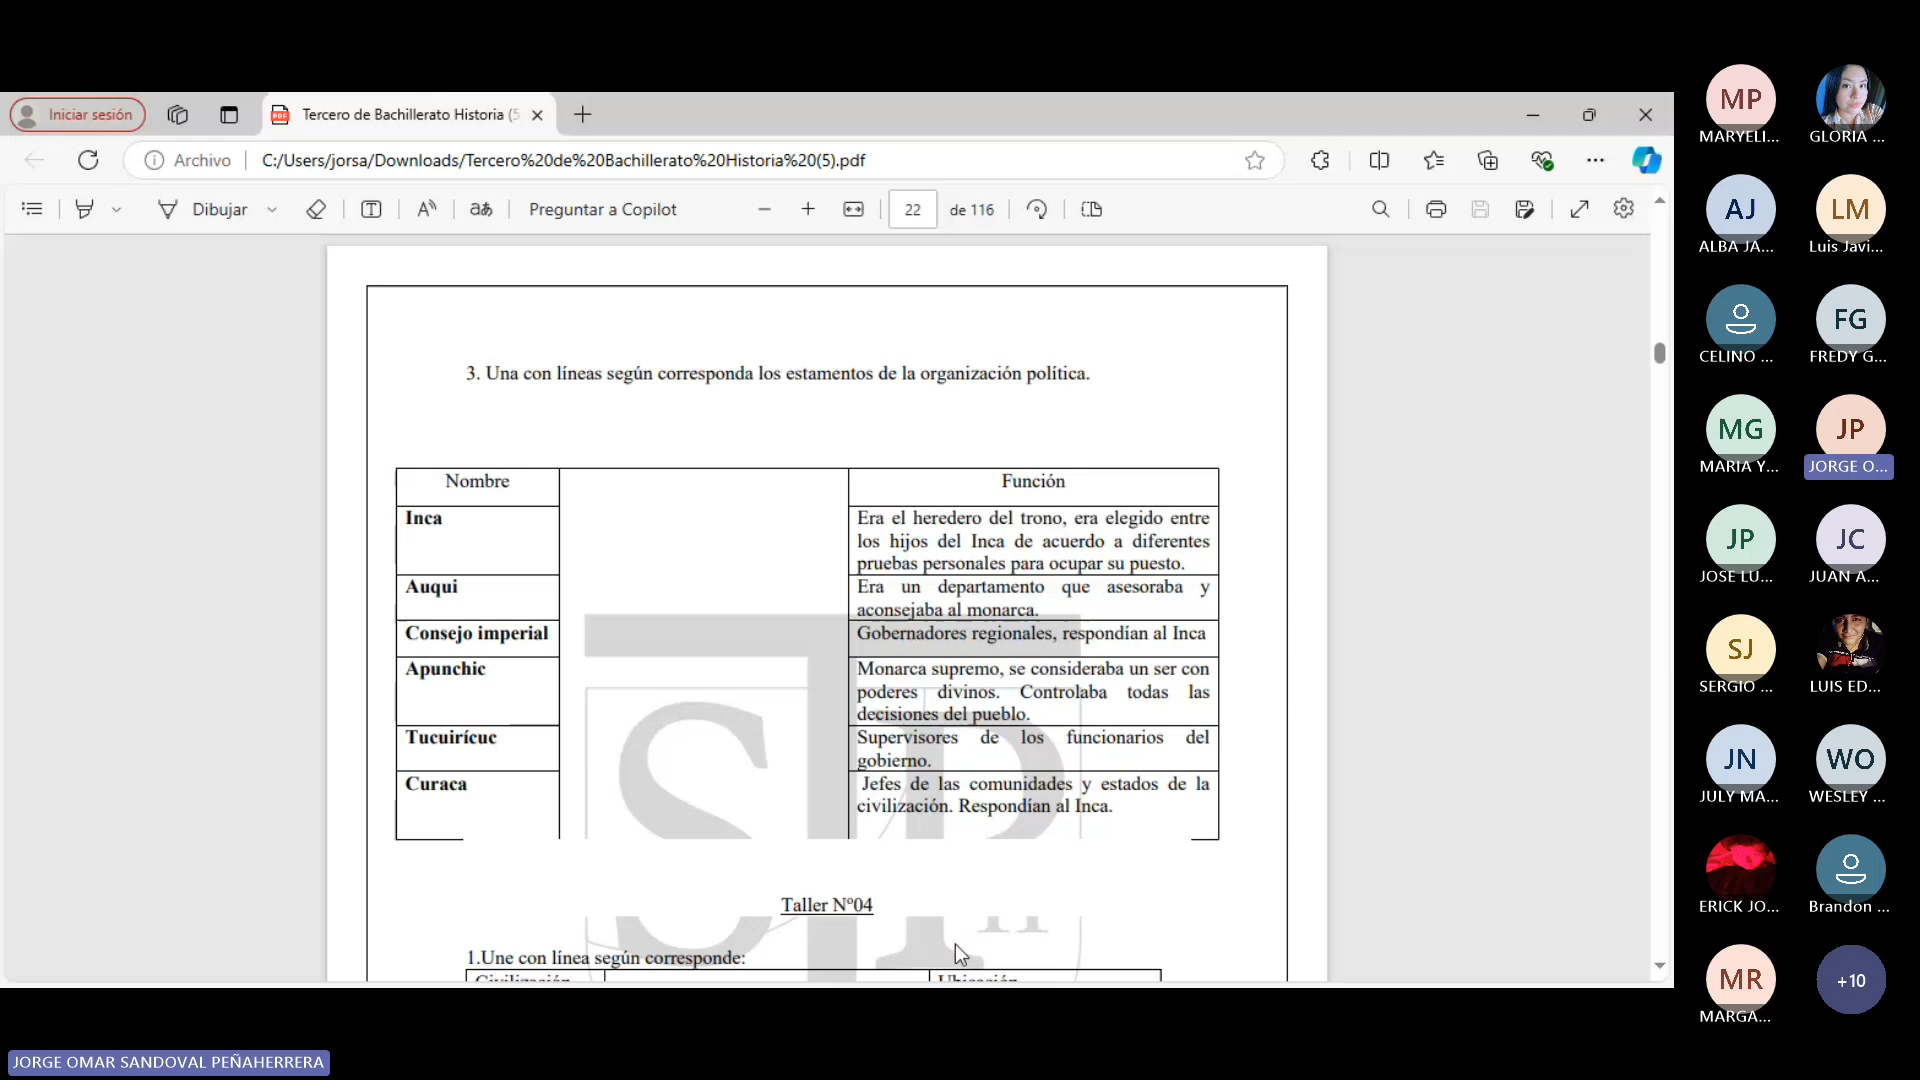 Iniciar sesión
Tercero de Bachillerato Historia (5
Archivo
C:/Users/jorsa/Downloads/Tercero%20de%20Bachillerato%20Historia%20(5).pdf
Dibujar
Preguntar a Copilot
22
de 116
3. Una con líneas según corresponda los estamentos de la organización política.
Nombre
Función
Inca
Era el heredero del trono, era elegido entre
los hijos del Inca de acuerdo a diferentes
pruebas personales para ocupar su puesto.
Auqui
Era un departamento que asesoraba y
aconsejaba al monarca.
Consejo imperial
Gobernadores regionales, respondían al Inca
Apunchic
Monarca supremo, se consideraba un ser con
poderes divinos. Controlaba todas las
decisiones del pueblo.
Tucuirícuc
Supervisores de los funcionarios del
gobierno.
Curaca
Jefes de las comunidades y estados de la
civilización. Respondían al Inca.
Taller N°04
1.Une con línea según corresponde:
Civilización
Ubicación
MP
MARYELI...
GLORIA ...
AJ
ALBA JA...
LM
Luis Javi...
CELINO ...
FG
FREDY G...
MG
MARIA Y...
JP
JORGE O...
JP
JOSE LU...
JC
JUAN A...
SJ
SERGIO ...
LUIS ED...
JN
JULY MA...
WO
WESLEY ...
ERICK JO...
Brandon ...
MR
MARGA...
+10
JORGE OMAR SANDOVAL PEÑAHERRERA